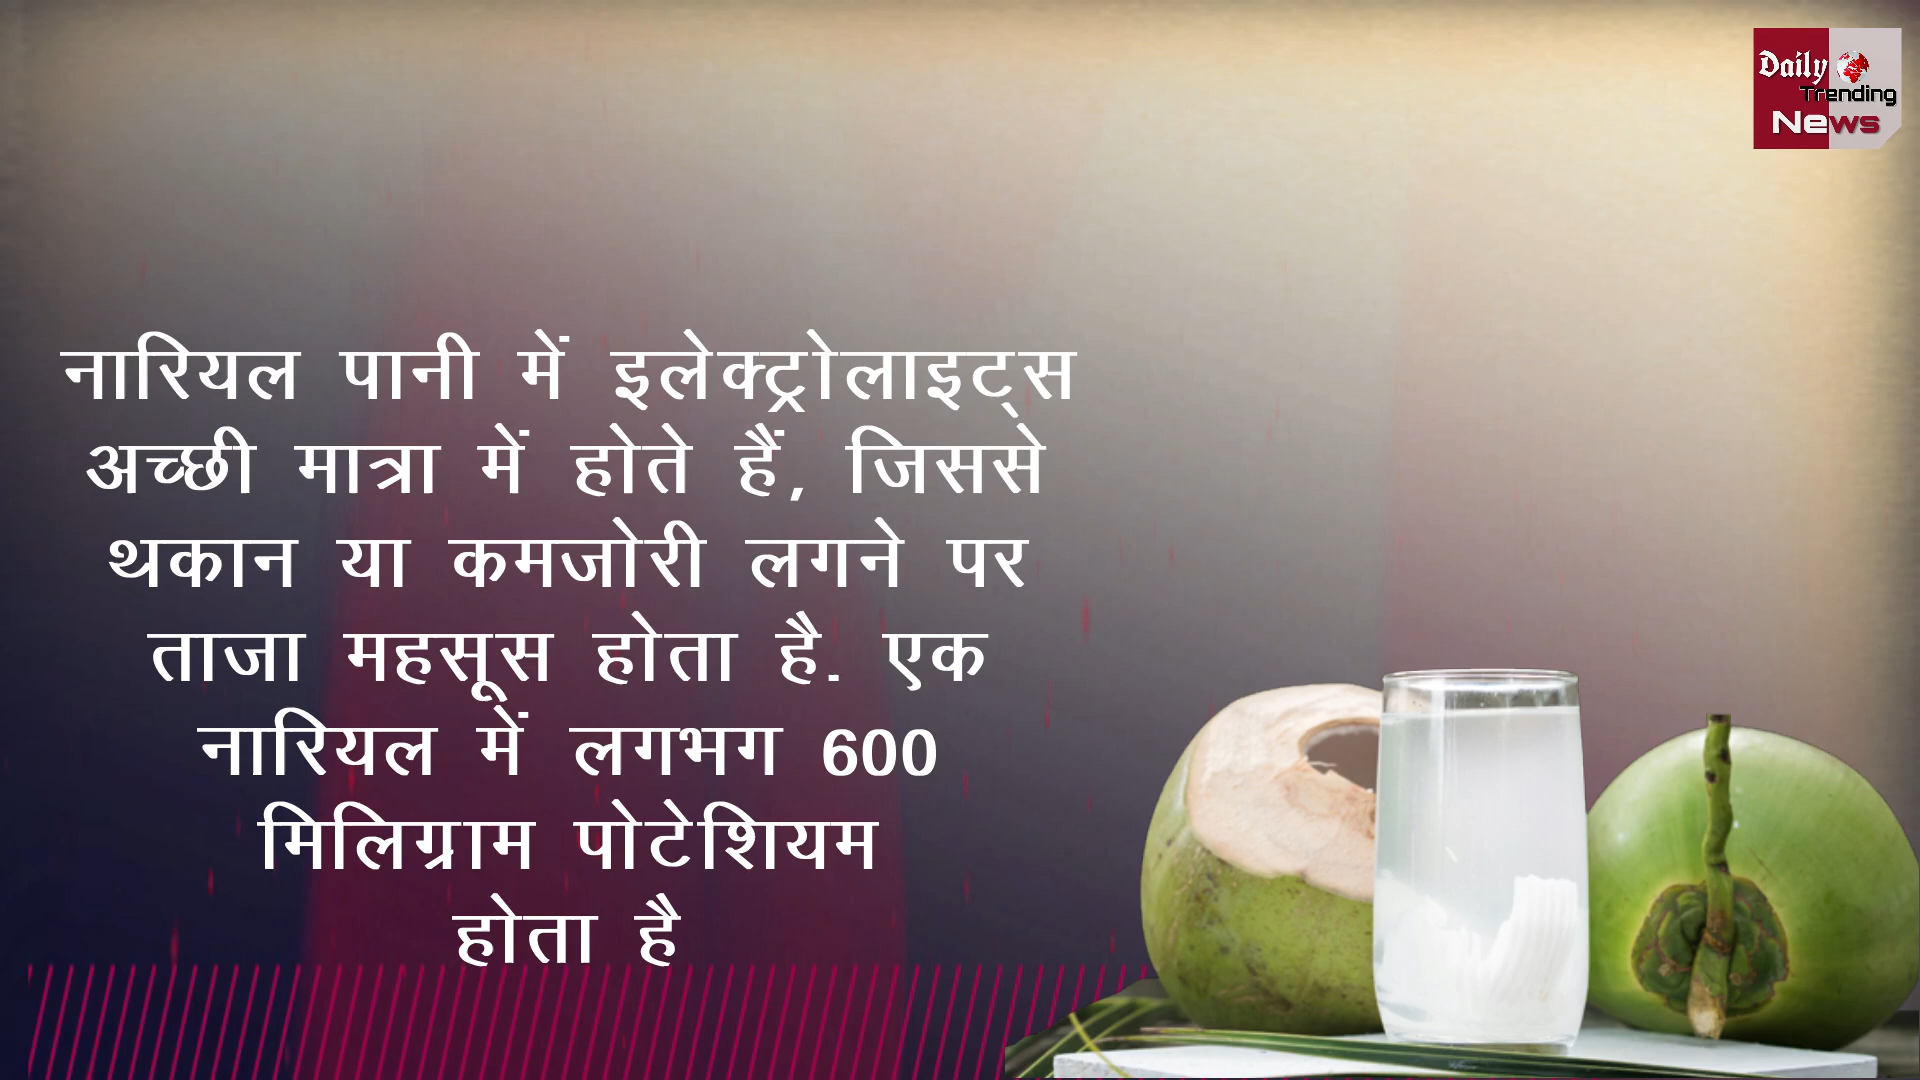 Daily
Trending
News
नारियल पानी में इलेक्ट्रोलाइट्स
अच्छी मात्रा में होते हैं, जिससे
थकान या कमजोरी लगने पर
ताजा महसूस होता है. एक
नारियल में लगभग 600
मिलिग्राम पोटेशियम
होता है